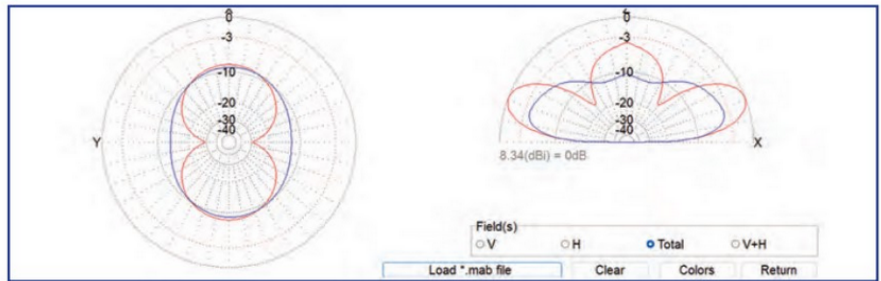 0
-3
-10
-20
-30
-40
Y
0
-3
-10
-20
-30
-40
X
8.34(dBi) = 0dB
Field(s)
V H Total V+H
Load *.mab file Clear Colors Return